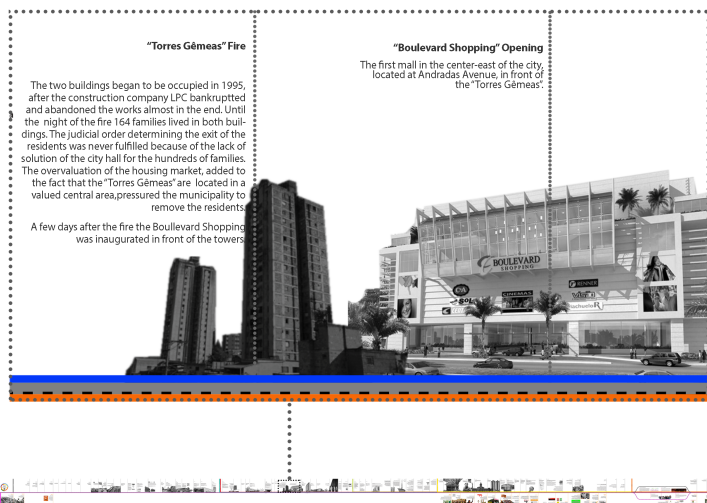 “Torres Gêmeas” Fire
The two buildings began to be occupied in 1995,
after the construction company LPC bankruptted
and abandoned the works almost in the end. Until
the night of the fire 164 families lived in both buil-
dings. The judicial order determining the exit of the
residents was never fulfilled because of the lack of
solution of the city hall for the hundreds of families.
The overvaluation of the housing market, added to
the fact that the “Torres Gêmeas” are located in a
valued central area,pressured the municipality to
remove the residents.
A few days after the fire the Boullevard Shopping
was inaugurated in front of the towers.
“Boulevard Shopping” Opening
The first mall in the center-east of the city,
located at Andradas Avenue, in front of
the “Torres Gêmeas”.
BOULEVARD
SHOPPING
C&A
CINEMAS
RENNER